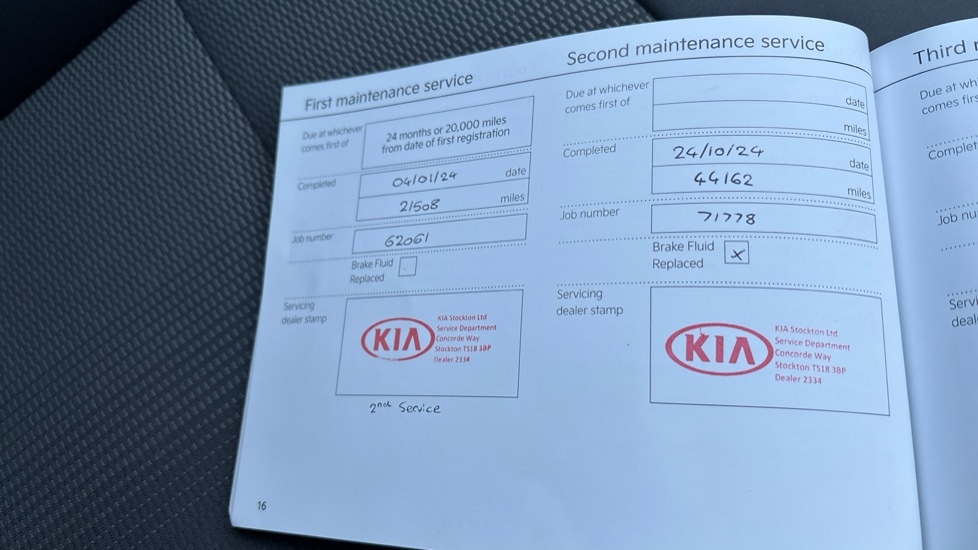 First maintenance service
Due at whichever
comes first of
24 months or 20,000 miles
from date of first registration
Completed
04/01/24
date
21508
miles
Job number
62061
Brake Fluid
Replaced
Servicing
dealer stamp
KIA
KIA Stockton Ltd
Service Department
Concorde Way
Stockton TS18 3BP
Dealer 2334
2nd Service
16
Second maintenance service
Due at whichever
comes first of
date
miles
Completed
24/10/24
date
44162
miles
Job number
71778
Brake Fluid
Replaced
X
Servicing
dealer stamp
KIA
KIA Stockton Ltd
Service Department
Concorde Way
Stockton TS18 3BP
Dealer 2334
Third
Due at wh
comes firs
Complet
Job nu
Servi
deal